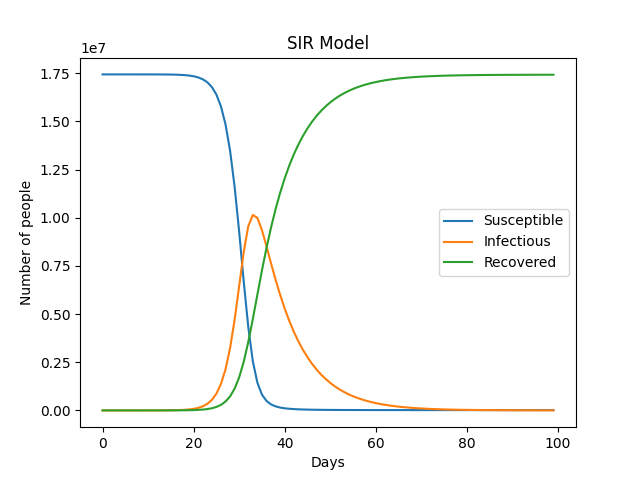 SIR Model
1e7
1.75
1.50
1.25
1.00
0.75
0.50
0.25
0.00
Number of people
Susceptible
Infectious
Recovered
0 20 40 60 80 100
Days